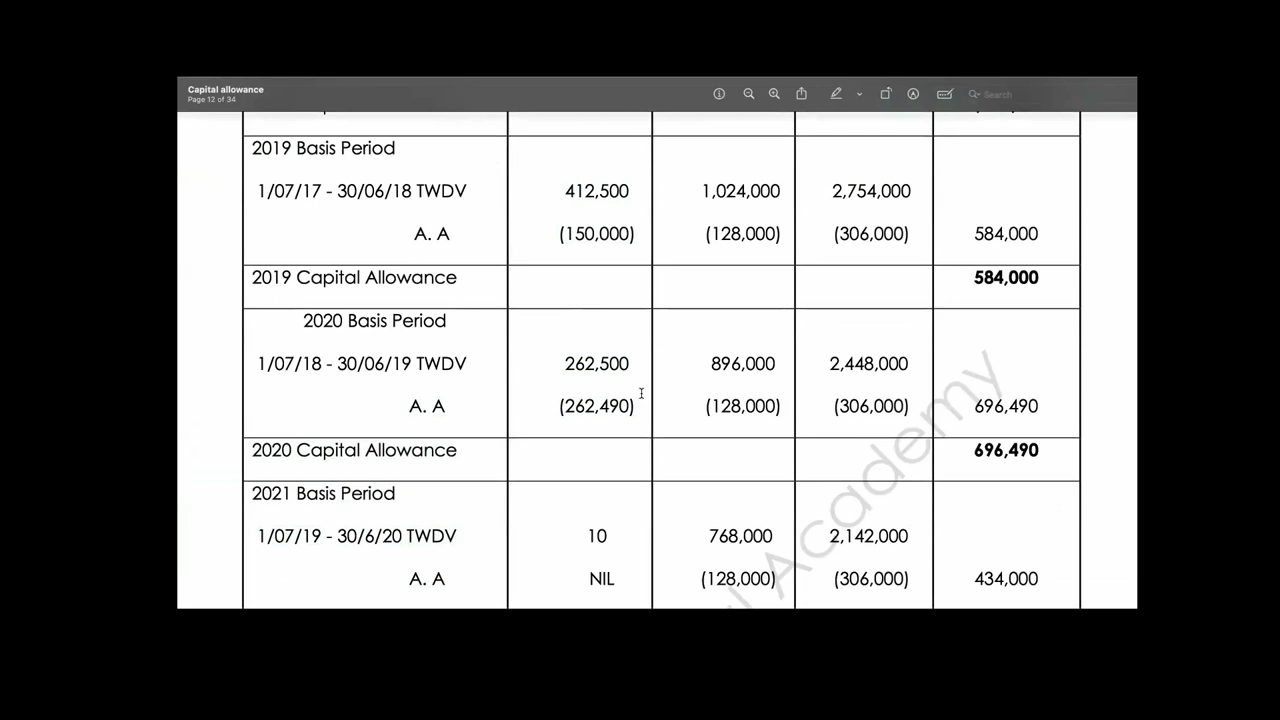 Capital allowance
Page 12 of 34
Search
2019 Basis Period
1/07/17 - 30/06/18 TWDV 412,500 1,024,000 2,754,000
A. A (150,000) (128,000) (306,000) 584,000
2019 Capital Allowance 584,000
2020 Basis Period
1/07/18 - 30/06/19 TWDV 262,500 896,000 2,448,000
A. A (262,490) (128,000) (306,000) 696,490
2020 Capital Allowance 696,490
2021 Basis Period
1/07/19 - 30/6/20 TWDV 10 768,000 2,142,000
A. A NIL (128,000) (306,000) 434,000
Academy